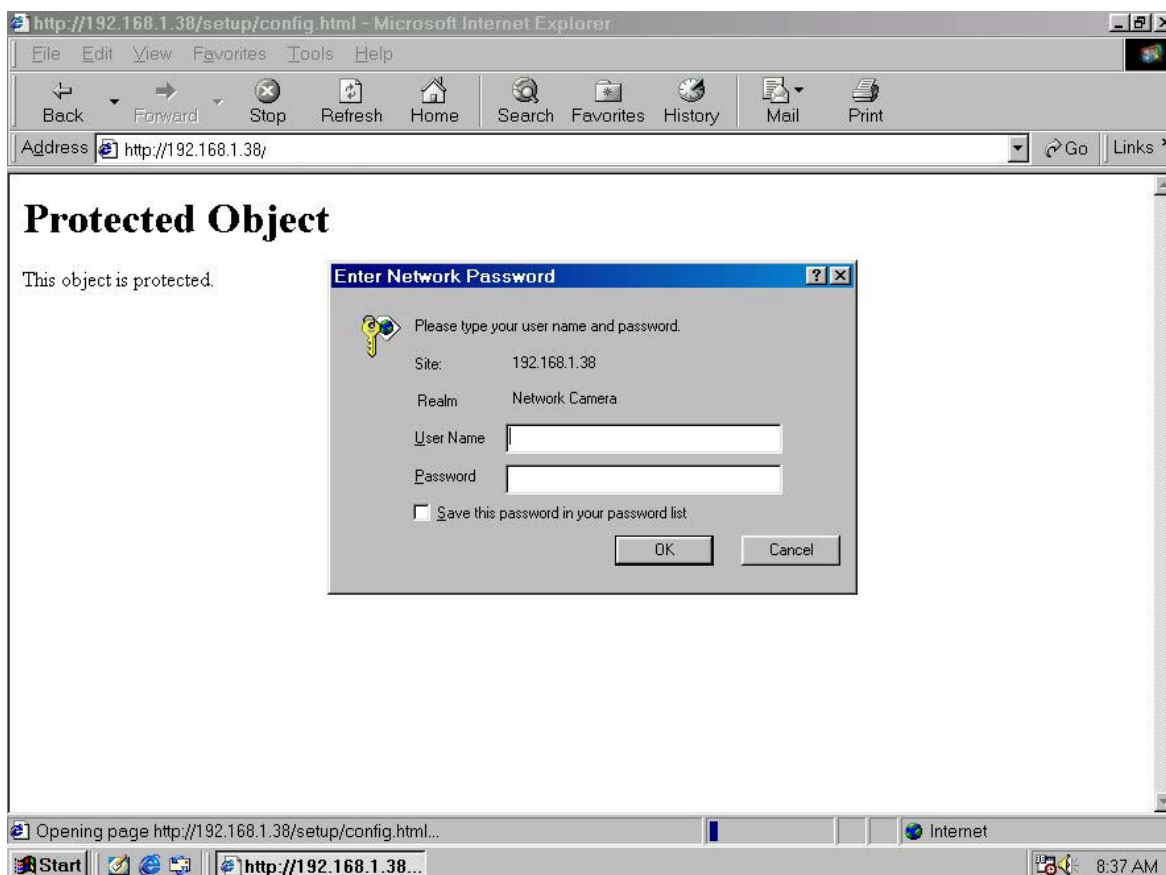 http://192.168.1.38/setup/config.html - Microsoft Internet Explorer
File Edit View Favorites Tools Help
Back Forward Stop Refresh Home Search Favorites History Mail Print
Address http://192.168.1.38/ Go Links
Protected Object
This object is protected.
Enter Network Password
Please type your user name and password.
Site: 192.168.1.38
Realm Network Camera
User Name
Password
Save this password in your password list
OK Cancel
Opening page http://192.168.1.38/setup/config.html... Internet
Start http://192.168.1.38... 8:37 AM